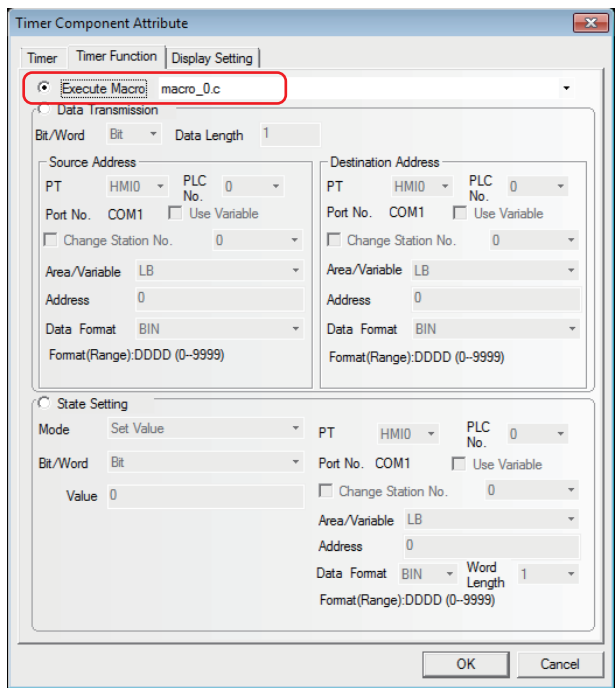 Timer Component Attribute
Timer Timer Function Display Setting
Execute Macro macro_0.c
Data Transmission
Bit/Word Bit Data Length 1
Source Address
PT HMI0 PLC No. 0
Port No. COM1 Use Variable
Change Station No. 0
Area/Variable LB
Address 0
Data Format BIN
Format(Range):DDDD (0--9999)
Destination Address
PT HMI0 PLC No. 0
Port No. COM1 Use Variable
Change Station No. 0
Area/Variable LB
Address 0
Data Format BIN
Format(Range):DDDD (0--9999)
State Setting
Mode Set Value
Bit/Word Bit
Value 0
PT HMI0 PLC No. 0
Port No. COM1 Use Variable
Change Station No. 0
Area/Variable LB
Address 0
Data Format BIN Word Length 1
Format(Range):DDDD (0--9999)
OK Cancel